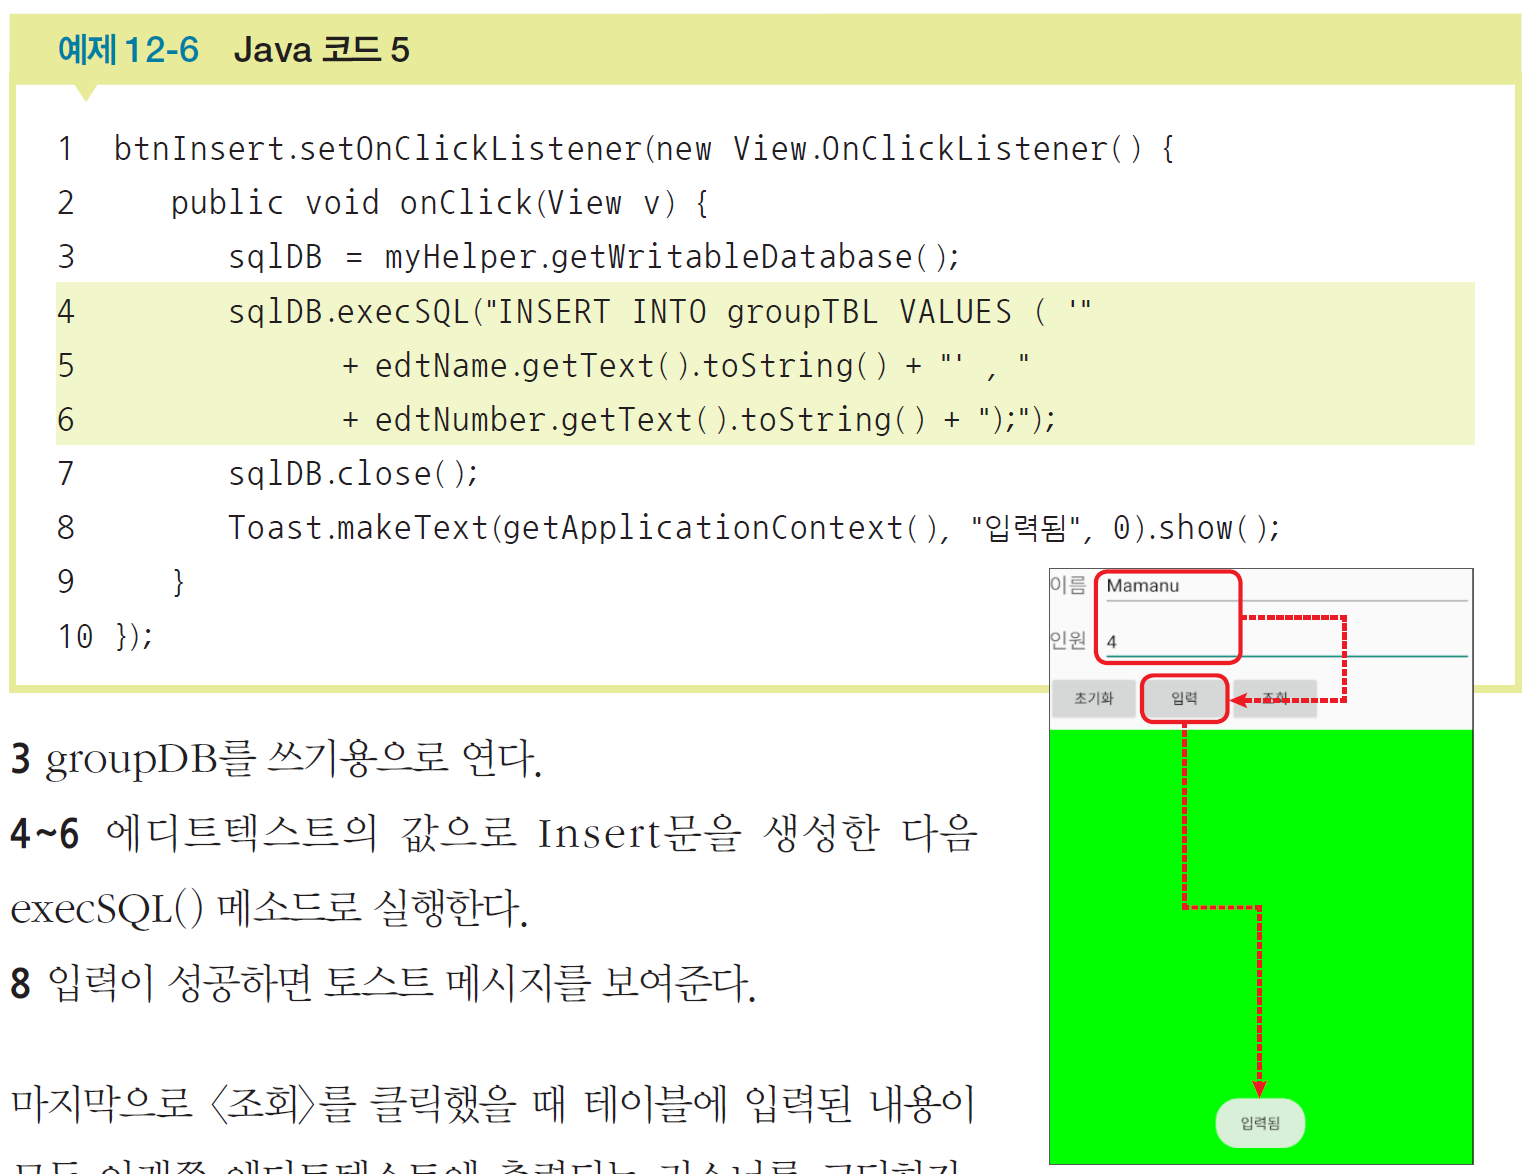 예제 12-6 Java 코드 5
1 btnInsert.setOnClickListener(new View.OnClickListener() {
2 public void onClick(View v) {
3 sqlDB = myHelper.getWritableDatabase();
4 sqlDB.execSQL("INSERT INTO groupTBL VALUES ( '"
5 + edtName.getText().toString() + "' , "
6 + edtNumber.getText().toString() + ");");
7 sqlDB.close();
8 Toast.makeText(getApplicationContext(), "입력됨", 0).show();
9 }
10 });
이름 Mamanu
인원 4
초기화 입력 조회
입력됨
3 groupDB를 쓰기용으로 연다.
4~6 에디트텍스트의 값으로 Insert문을 생성한 다음
execSQL() 메소드로 실행한다.
8 입력이 성공하면 토스트 메시지를 보여준다.
마지막으로 〈조회〉를 클릭했을 때 테이블에 입력된 내용이